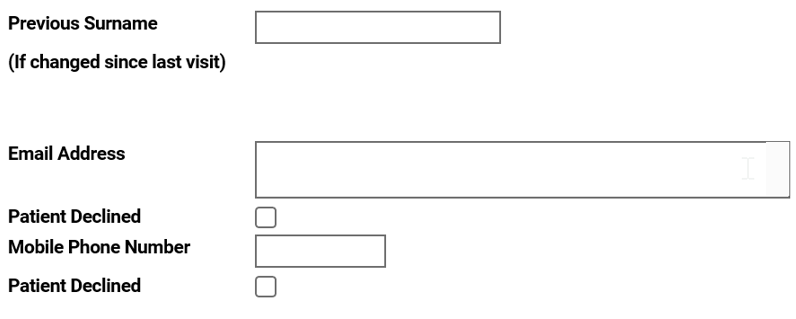 Previous Surname
(If changed since last visit)
Email Address
Patient Declined
Mobile Phone Number
Patient Declined